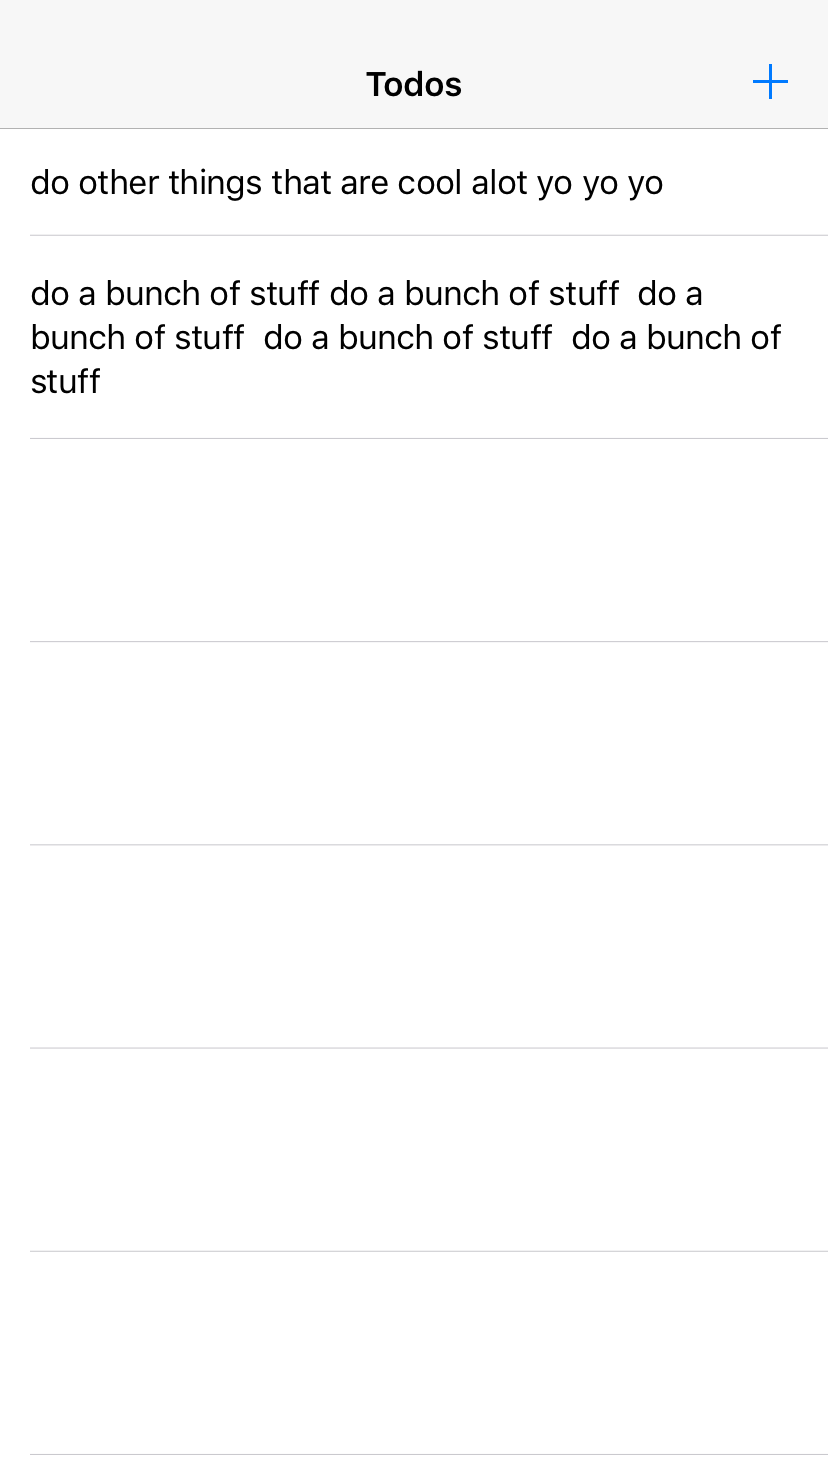 Todos
do other things that are cool alot yo yo yo
do a bunch of stuff do a bunch of stuff  do a
bunch of stuff  do a bunch of stuff  do a bunch of
stuff